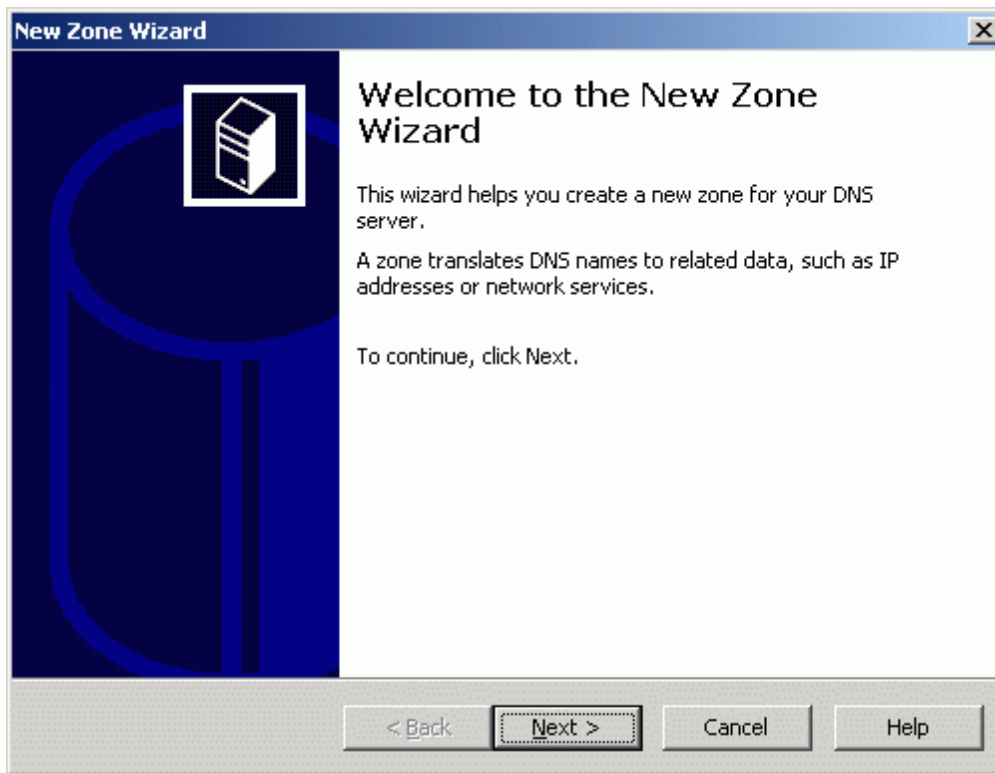 New Zone Wizard
Welcome to the New Zone
Wizard
This wizard helps you create a new zone for your DNS
server.
A zone translates DNS names to related data, such as IP
addresses or network services.
To continue, click Next.
< Back
Next >
Cancel
Help